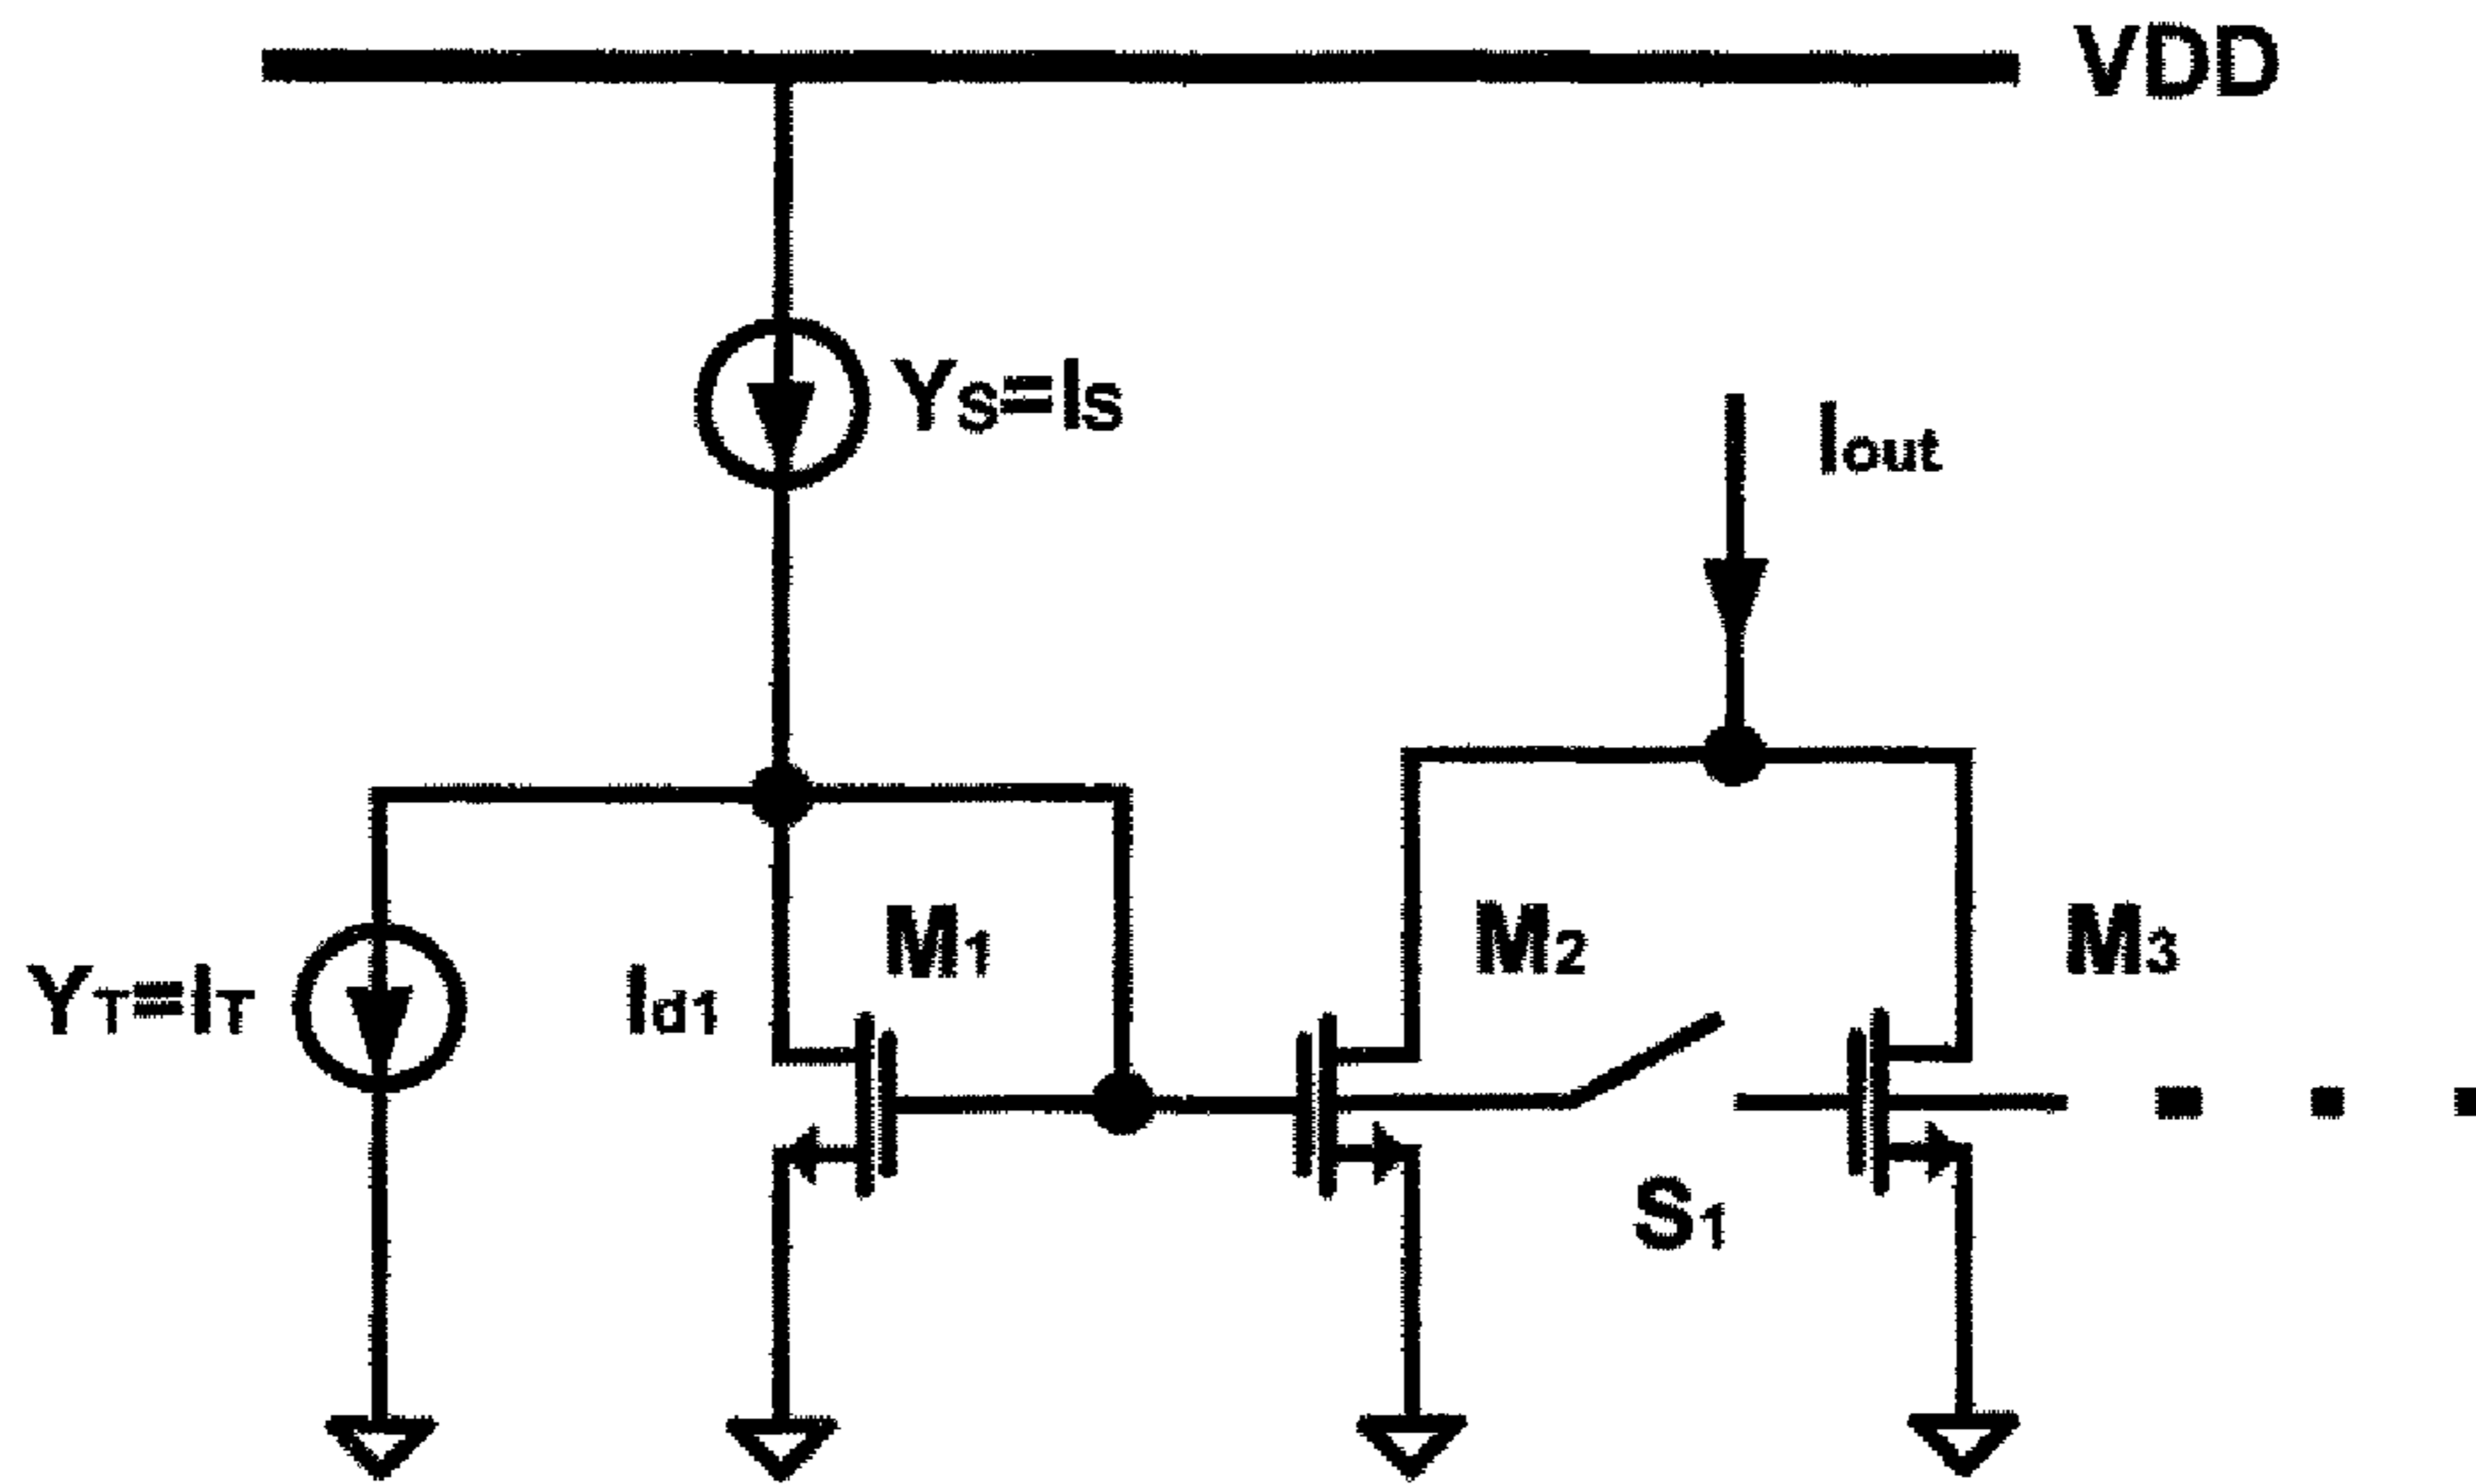 VDD
Ys=Is
Iout
M1
M2
M3
YT=IT
Id1
S1